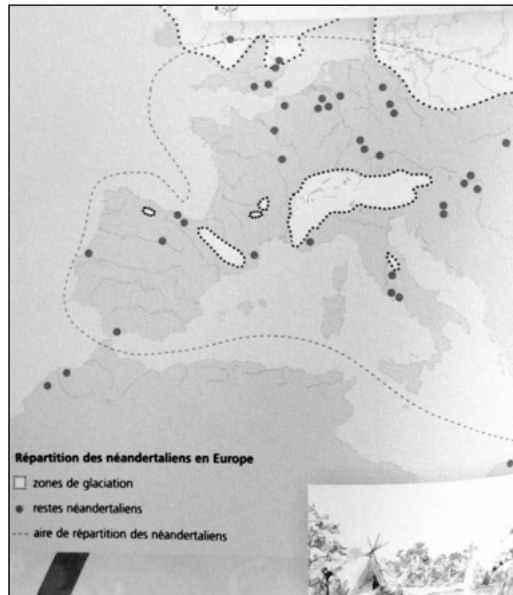 Répartition des néandertaliens en Europe
zones de glaciation
restes néandertaliens
aire de répartition des néandertaliens